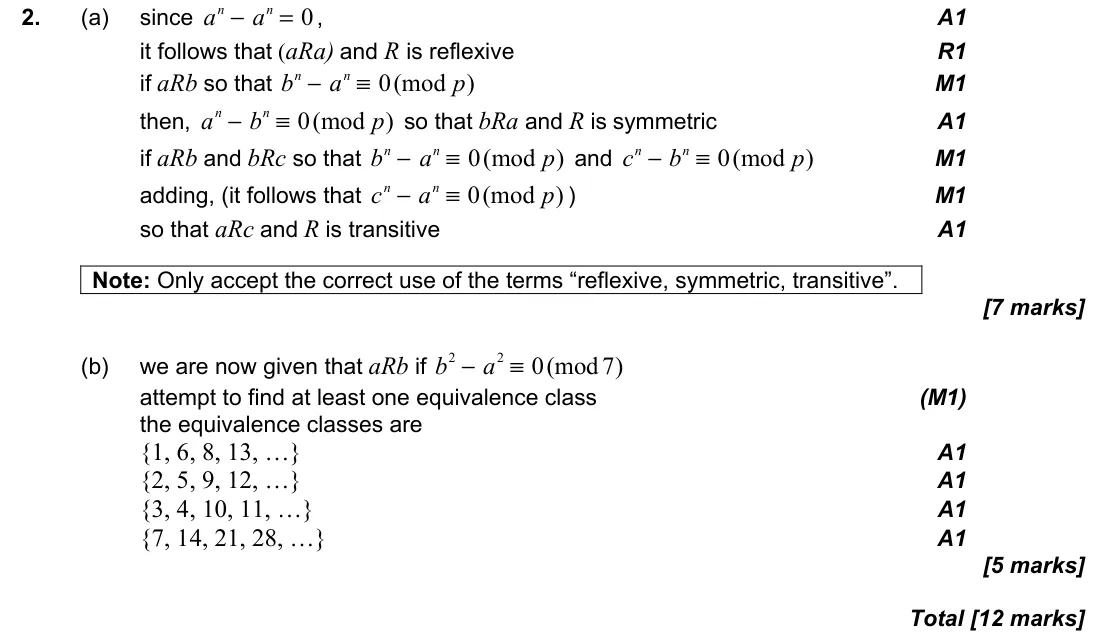 2. (a) since aⁿ − aⁿ = 0, A1
it follows that (aRa) and R is reflexive R1
if aRb so that bⁿ − aⁿ ≡ 0(mod p) M1
then, aⁿ − bⁿ ≡ 0(mod p) so that bRa and R is symmetric A1
if aRb and bRc so that bⁿ − aⁿ ≡ 0(mod p) and cⁿ − bⁿ ≡ 0(mod p) M1
adding, (it follows that cⁿ − aⁿ ≡ 0(mod p)) M1
so that aRc and R is transitive A1
Note: Only accept the correct use of the terms “reflexive, symmetric, transitive”.
[7 marks]
(b) we are now given that aRb if b² − a² ≡ 0(mod 7)
attempt to find at least one equivalence class (M1)
the equivalence classes are
{1, 6, 8, 13, …} A1
{2, 5, 9, 12, …} A1
{3, 4, 10, 11, …} A1
{7, 14, 21, 28, …} A1
[5 marks]
Total [12 marks]